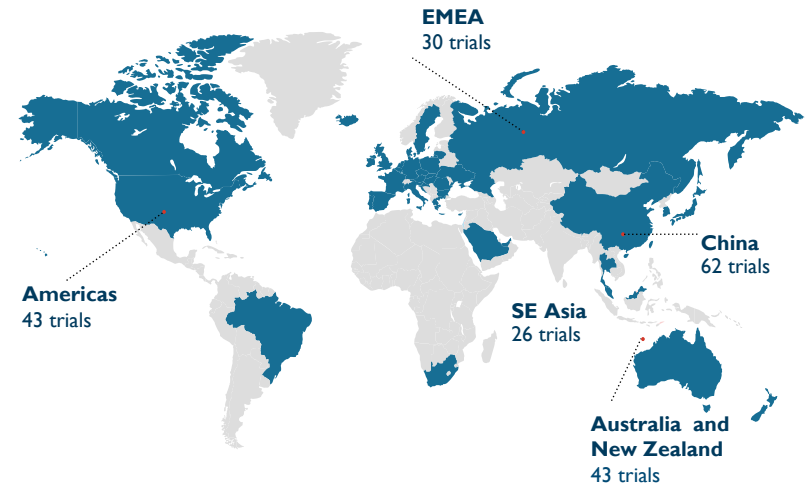 EMEA
30 trials
China
62 trials
Americas
43 trials
SE Asia
26 trials
Australia and
New Zealand
43 trials